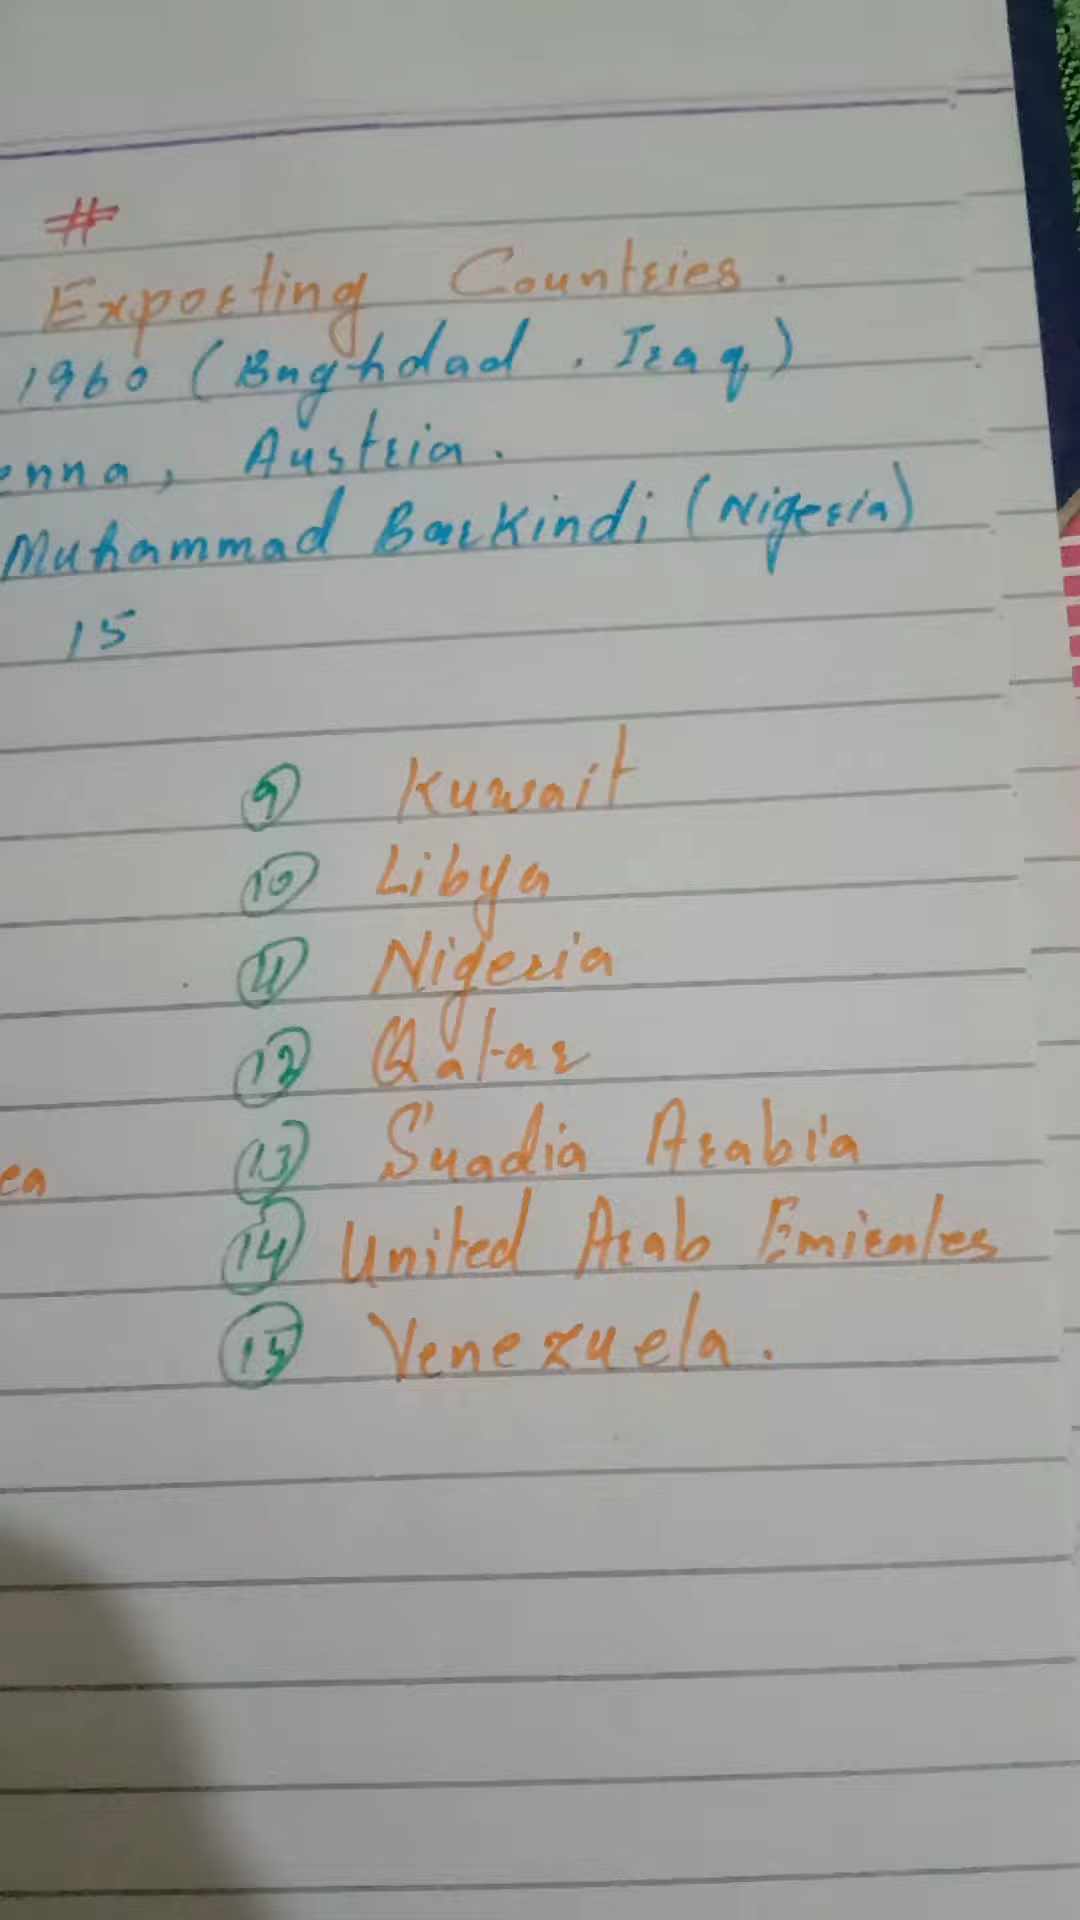 #
Exporting Countries.
1960 (Baghdad. Iraq)
enna, Austria.
Muhammad Barkindi (Nigeria)
15
9 Kuwait
10 Libya
11 Nigeria
12 Qatar
ea 13 Suadia Arabia
14 United Arab Emirates
15 Venezuela.